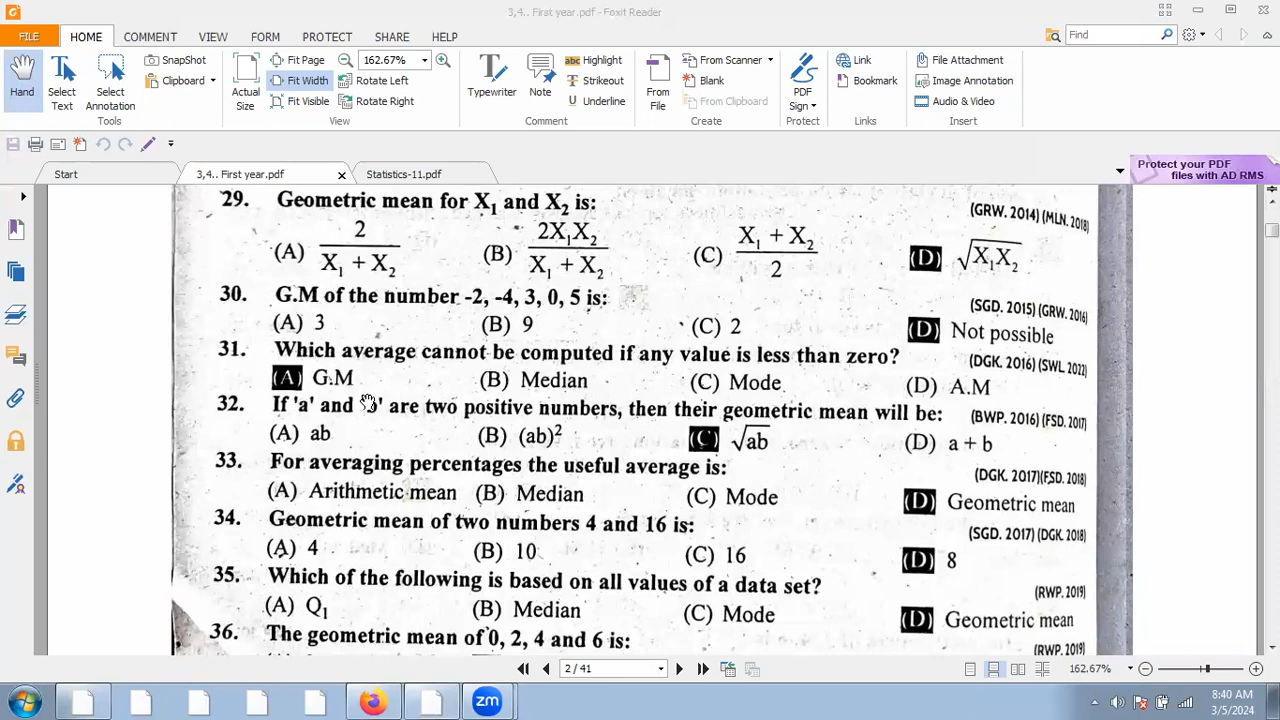 3,4.. First year.pdf - Foxit Reader
FILE HOME COMMENT VIEW FORM PROTECT SHARE HELP Find
SnapShot Fit Page 162.67% Highlight From Scanner Link File Attachment
Clipboard Fit Width Rotate Left Strikeout Blank Bookmark Image Annotation
Hand Select Text Select Annotation Actual Size Fit Visible Rotate Right Typewriter Note Underline From File From Clipboard PDF Sign Audio & Video
Tools View Comment Create Protect Links Insert
Start 3,4.. First year.pdf x Statistics-11.pdf Protect your PDF files with AD RMS
29. Geometric mean for X₁ and X₂ is: (GRW. 2014) (MLN. 2018)
(A) 2 / X₁ + X₂ (B) 2X₁X₂ / X₁ + X₂ (C) X₁ + X₂ / 2 (D) √X₁X₂
30. G.M of the number -2, -4, 3, 0, 5 is: (SGD. 2015) (GRW. 2016)
(A) 3 (B) 9 (C) 2 (D) Not possible
31. Which average cannot be computed if any value is less than zero? (DGK. 2016) (SWL. 2022)
(A) G.M (B) Median (C) Mode (D) A.M
32. If 'a' and ' ' are two positive numbers, then their geometric mean will be: (BWP. 2016) (FSD. 2017)
(A) ab (B) (ab)² (C) √ab (D) a + b
33. For averaging percentages the useful average is: (DGK. 2017)(FSD. 2018)
(A) Arithmetic mean (B) Median (C) Mode (D) Geometric mean
34. Geometric mean of two numbers 4 and 16 is: (SGD. 2017) (DGK. 2018)
(A) 4 (B) 10 (C) 16 (D) 8
35. Which of the following is based on all values of a data set? (RWP. 2019)
(A) Q₁ (B) Median (C) Mode (D) Geometric mean
36. The geometric mean of 0, 2, 4 and 6 is: (RWP. 2019)
2 / 41 162.67%
zm
8:40 AM
3/5/2024